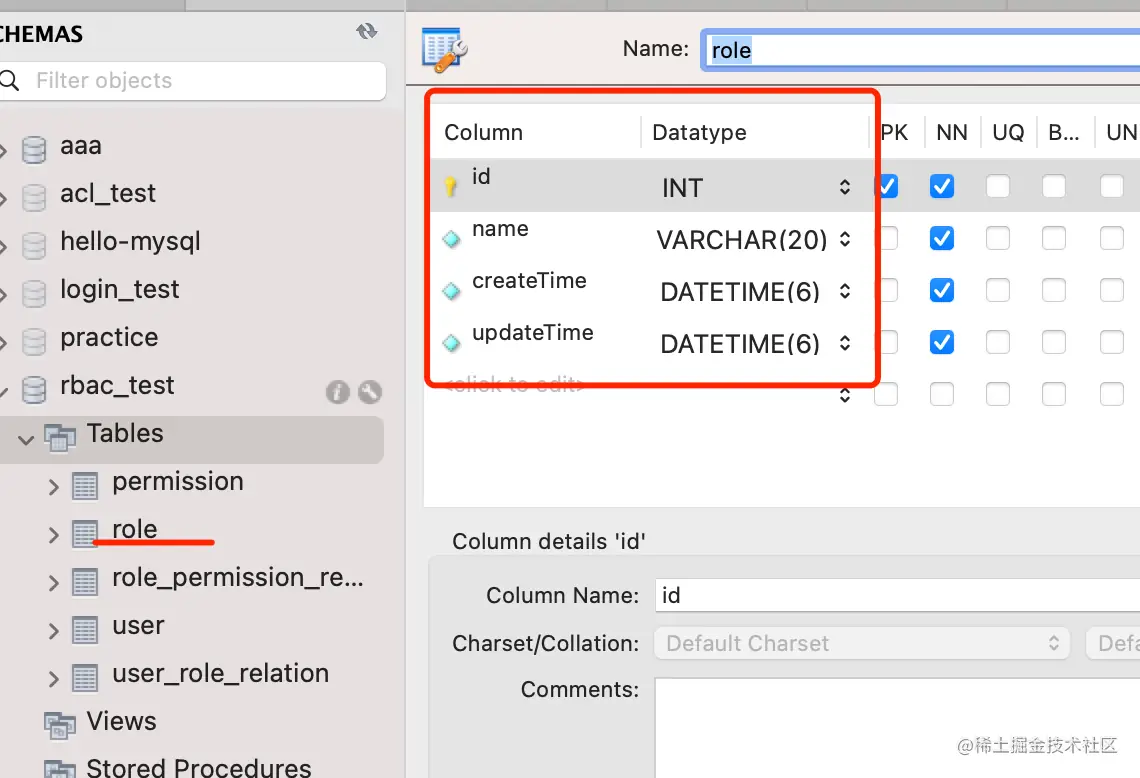 CHEMAS
Filter objects
aaa
acl_test
hello-mysql
login_test
practice
rbac_test
Tables
permission
role
role_permission_re...
user
user_role_relation
Views
Stored Procedures
Name: role
Column Datatype PK NN UQ B... UN
id INT
name VARCHAR(20)
createTime DATETIME(6)
updateTime DATETIME(6)
<click to edit>
Column details 'id'
Column Name: id
Charset/Collation: Default Charset Defa
Comments:
@稀土掘金技术社区